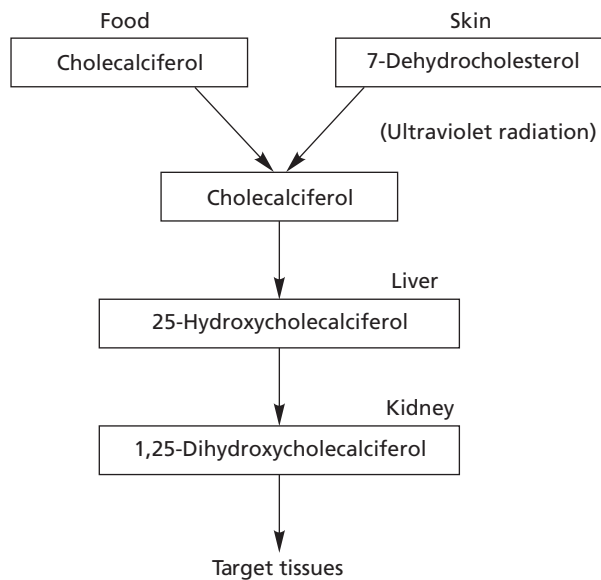 Food
Skin
Cholecalciferol
7-Dehydrocholesterol
(Ultraviolet radiation)
Cholecalciferol
Liver
25-Hydroxycholecalciferol
Kidney
1,25-Dihydroxycholecalciferol
Target tissues